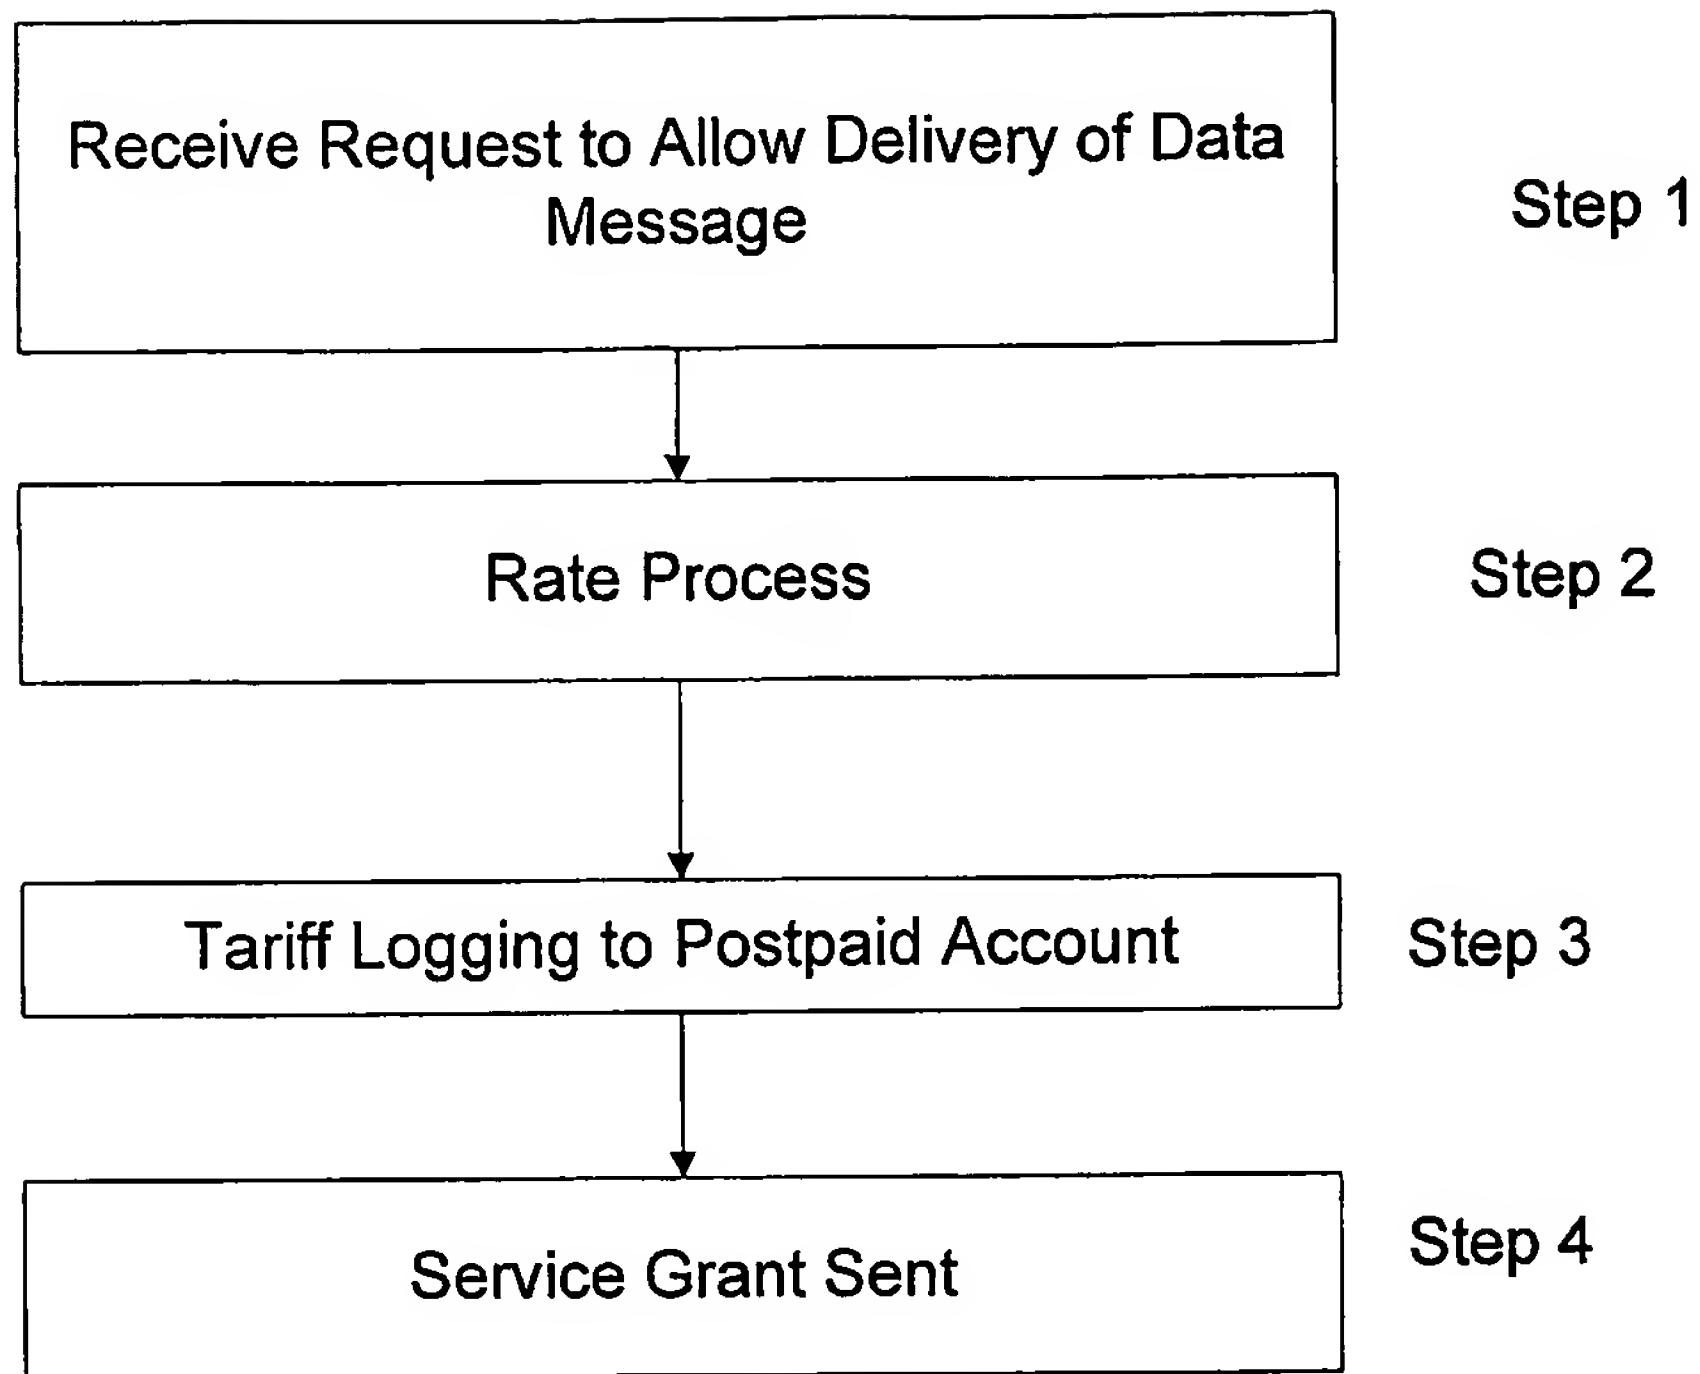 Receive Request to Allow Delivery of Data
Message
Step 1
Rate Process
Step 2
Tariff Logging to Postpaid Account
Step 3
Service Grant Sent
Step 4